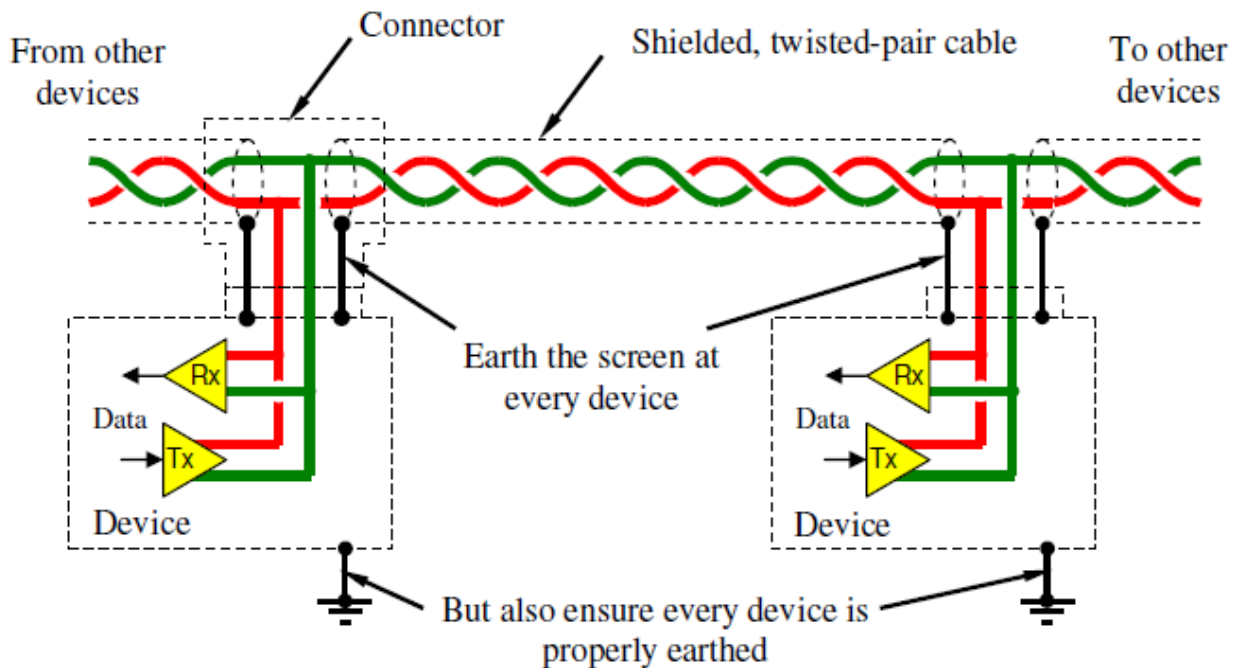 Connector
From other
devices
Shielded, twisted-pair cable
To other
devices
Rx
Data
Tx
Device
Earth the screen at
every device
Rx
Data
Tx
Device
But also ensure every device is
properly earthed